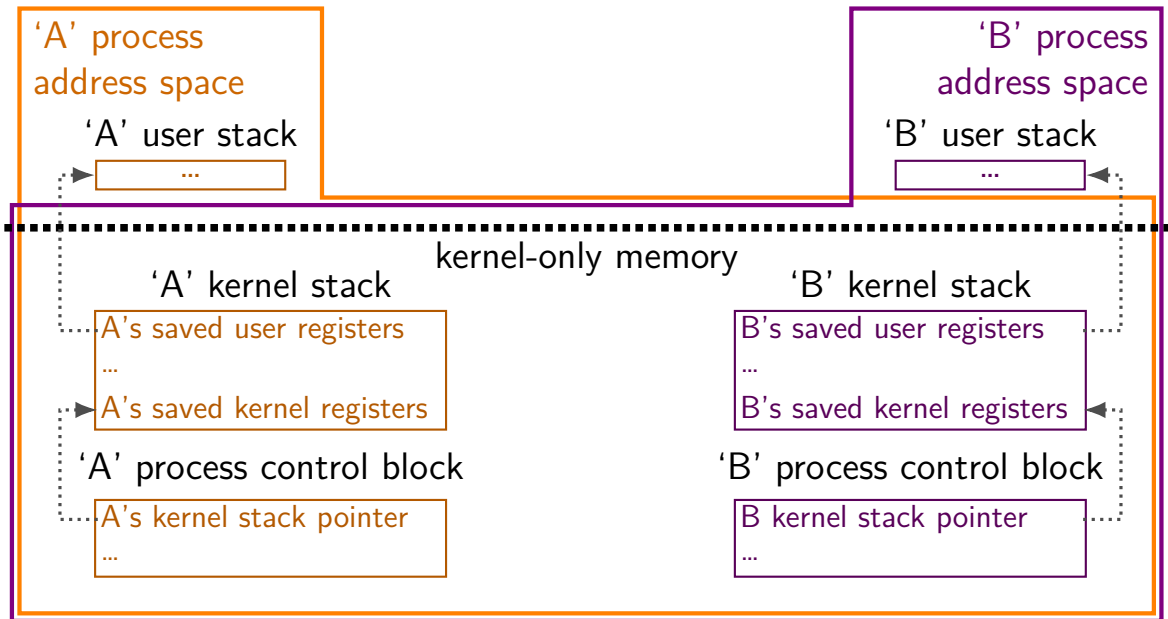 ‘A’ process
address space
‘B’ process
address space
‘A’ user stack
...
‘B’ user stack
...
kernel-only memory
‘A’ kernel stack
A's saved user registers
...
A's saved kernel registers
‘B’ kernel stack
B's saved user registers
...
B's saved kernel registers
‘A’ process control block
A's kernel stack pointer
...
‘B’ process control block
B kernel stack pointer
...